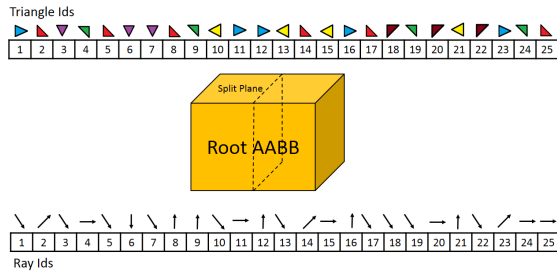 Triangle Ids
1 2 3 4 5 6 7 8 9 10 11 12 13 14 15 16 17 18 19 20 21 22 23 24 25
Split Plane
Root AABB
1 2 3 4 5 6 7 8 9 10 11 12 13 14 15 16 17 18 19 20 21 22 23 24 25
Ray Ids